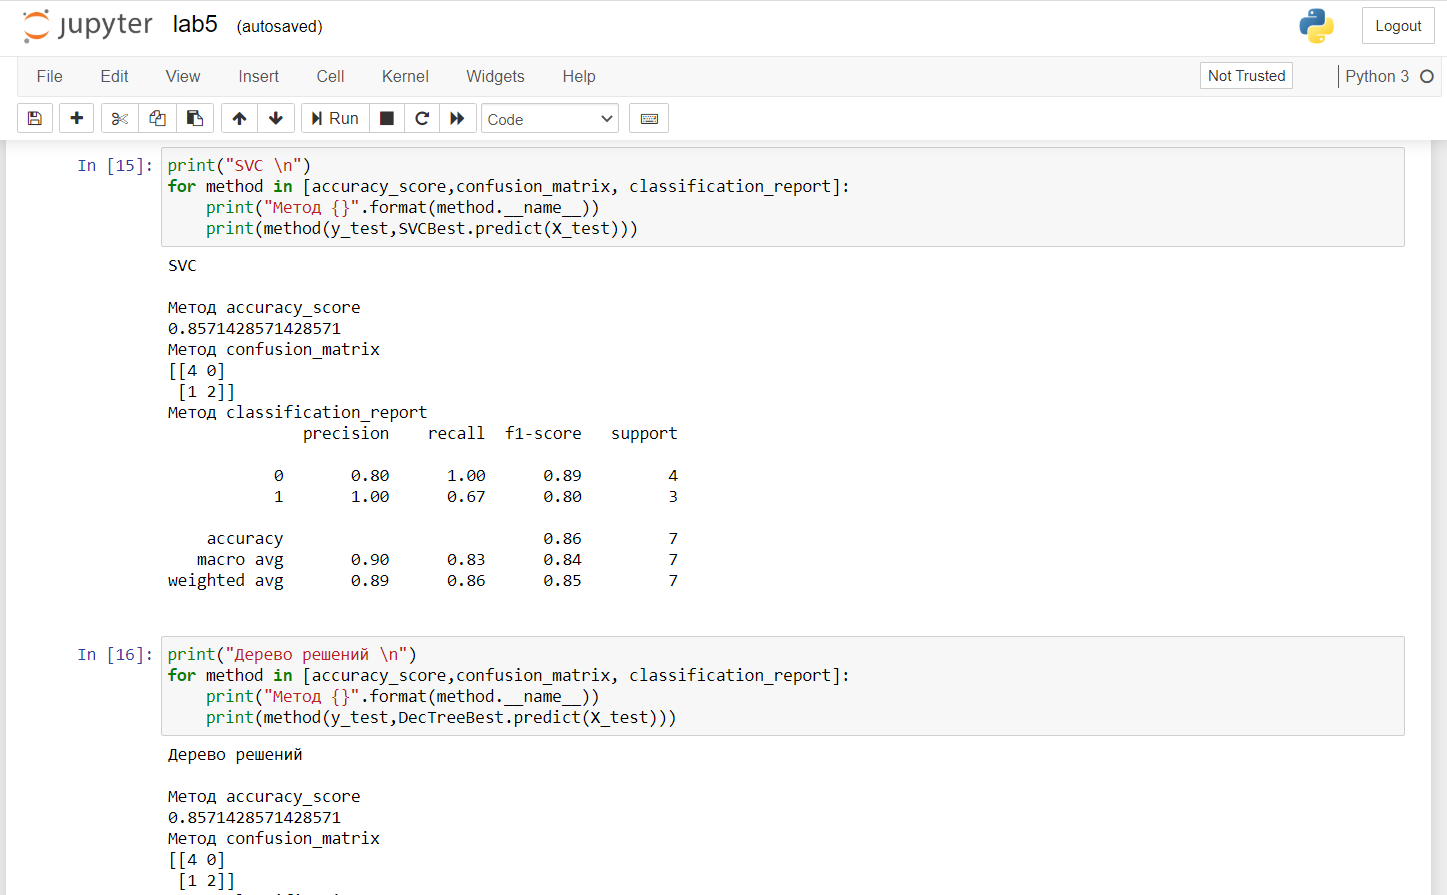 jupyter lab5 (autosaved)
Logout
File Edit View Insert Cell Kernel Widgets Help
Not Trusted
Python 3
Run
Code
In [15]: print("SVC \n")
for method in [accuracy_score,confusion_matrix, classification_report]:
    print("Метод {}".format(method.__name__))
    print(method(y_test,SVCBest.predict(X_test)))
SVC
Метод accuracy_score
0.8571428571428571
Метод confusion_matrix
[[4 0]
 [1 2]]
Метод classification_report
              precision    recall  f1-score   support
           0       0.80      1.00      0.89         4
           1       1.00      0.67      0.80         3
    accuracy                           0.86         7
   macro avg       0.90      0.83      0.84         7
weighted avg       0.89      0.86      0.85         7
In [16]: print("Дерево решений \n")
for method in [accuracy_score,confusion_matrix, classification_report]:
    print("Метод {}".format(method.__name__))
    print(method(y_test,DecTreeBest.predict(X_test)))
Дерево решений
Метод accuracy_score
0.8571428571428571
Метод confusion_matrix
[[4 0]
 [1 2]]